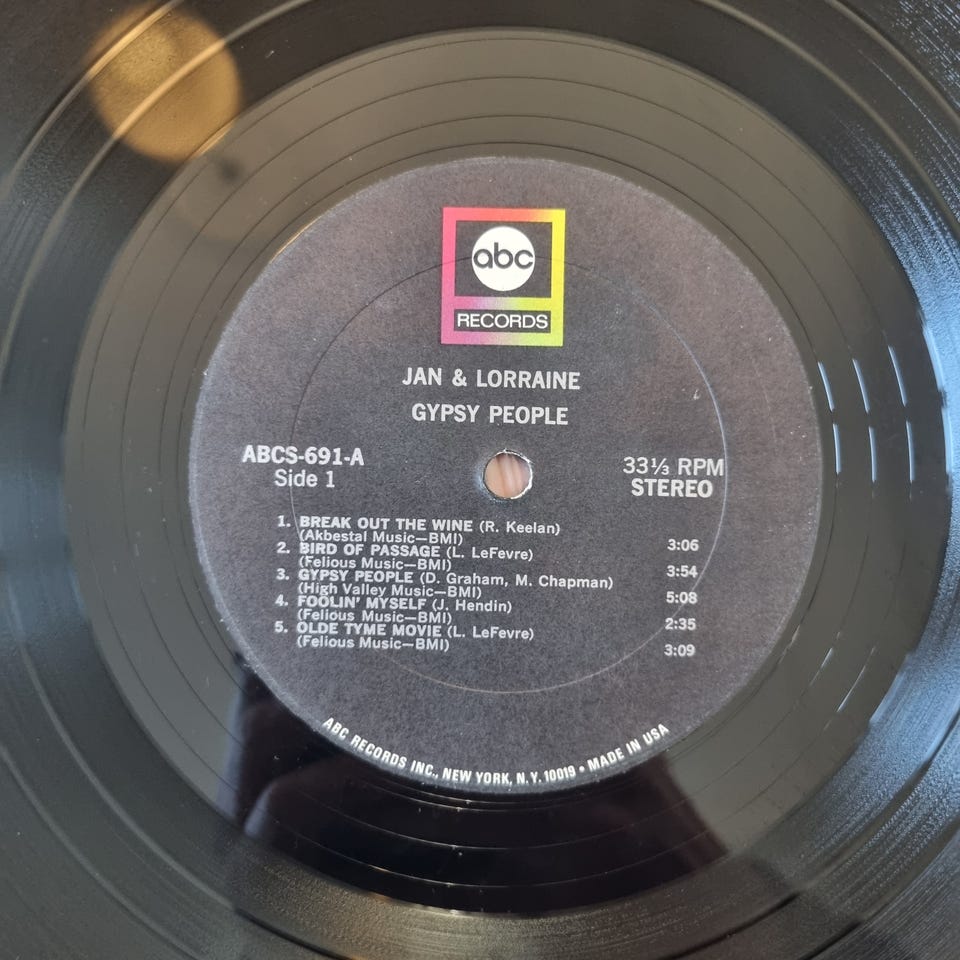 abc
RECORDS
JAN & LORRAINE
GYPSY PEOPLE
ABCS-691-A
Side 1
33⅓ RPM
STEREO
1. BREAK OUT THE WINE (R. Keelan)
(Akbestal Music—BMI) 3:06
2. BIRD OF PASSAGE (L. LeFevre)
(Felious Music—BMI) 3:54
3. GYPSY PEOPLE (D. Graham, M. Chapman)
(High Valley Music—BMI) 5:08
4. FOOLIN' MYSELF (J. Hendin)
(Felious Music—BMI) 2:35
5. OLDE TYME MOVIE (L. LeFevre)
(Felious Music—BMI) 3:09
ABC RECORDS INC., NEW YORK, N.Y. 10019 • MADE IN USA